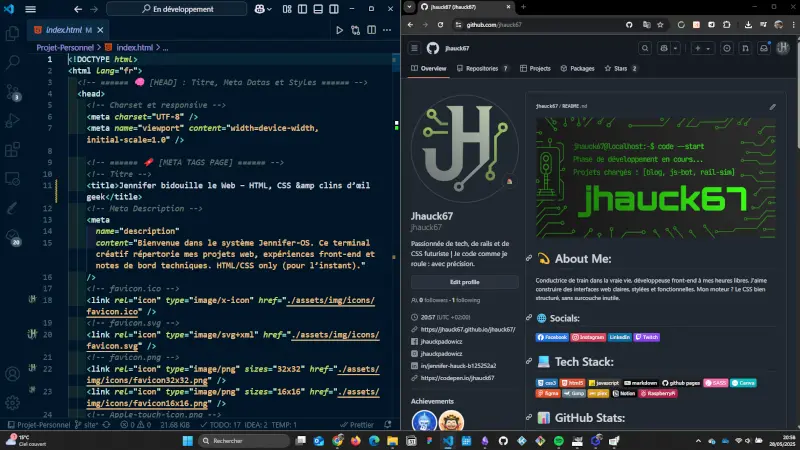 En développement
index.html M
Projet-Personnel > index.html > ...
1 <!DOCTYPE html>
2 <html lang="fr">
3 <!-- ====== 🧠 [HEAD] : Titre, Meta Datas et Styles ====== -->
4 <head>
5 <!-- Charset et responsive -->
6 <meta charset="UTF-8" />
7 <meta name="viewport" content="width=device-width,
initial-scale=1.0" />
8
9 <!-- ====== 🚀 [META TAGS PAGE] ====== -->
10 <!-- Titre -->
11 <title>Jennifer bidouille le Web – HTML, CSS &amp clins d'œil
geek</title>
12 <!-- Meta Description -->
13 <meta
14 name="description"
15 content="Bienvenue dans le système Jennifer-OS. Ce terminal
créatif répertorie mes projets web, expériences front-end et
notes de bord techniques. HTML/CSS only (pour l'instant)."
16 />
17 <!-- favicon.ico -->
18 <link rel="icon" type="image/x-icon" href="./assets/img/icons/
favicon.ico" />
19 <!-- favicon.svg -->
20 <link rel="icon" type="image/svg+xml" href="./assets/img/icons/
favicon.svg" />
21 <!-- favicon.png -->
22 <link rel="icon" type="image/png" sizes="32x32" href="./assets/
img/icons/favicon32x32.png" />
23 <link rel="icon" type="image/png" sizes="16x16" href="./assets/
img/icons/favicon16x16.png" />
24 <!-- Apple-touch-icon.png -->
Projet-Personnel site* 0 0 21.68 KiB TODO: 17 IDEA: 2 TEMP: 1 Prettier
jhauck67 (jhauck67)
github.com/jhauck67
jhauck67
Overview Repositories 7 Projects Packages Stars 2
JH
Jhauck67
jhauck67
Passionnée de tech, de rails et de
CSS futuriste | Je code comme je
roule : avec précision.
Edit profile
0 followers · 1 following
20:57 (UTC +02:00)
https://jhauck67.github.io/jhauck67/
jhauckpadowicz
jhauckpadowicz
in/jennifer-hauck-b125252a2
https://codepen.io/jhauck67
Achievements
jhauck67 / README.md
jhauck67@localhost:~$ code --start
Phase de développement en cours...
Projets chargés : [blog, js-bot, rail-sim]
jhauck67
💫 About Me:
Conductrice de train dans la vraie vie, développeuse front-end à mes heures libres. J'aime
construire des interfaces web claires, stylées et fonctionnelles. Mon moteur ? Le CSS bien
structuré, sans surcouche inutile.
🌐 Socials:
Facebook Instagram LinkedIn Twitch
💻 Tech Stack:
css3 html5 javascript markdown github pages SASS Canva
Figma Gimp Notion RaspberryPi
📊 GitHub Stats:
15°C
Ciel couvert
Rechercher
20:56
28/05/2025